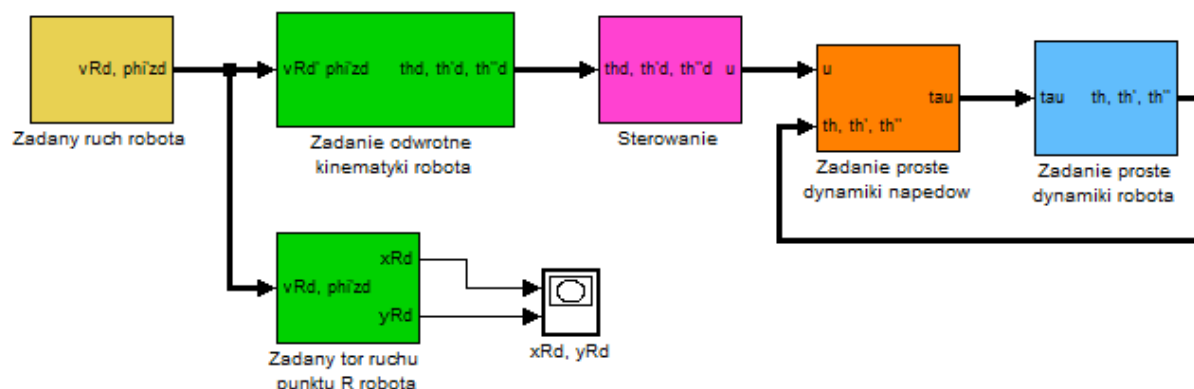 vRd, phi'zd
Zadany ruch robota
vRd' phi'zd thd, th'd, th"d
Zadanie odwrotne
kinematyki robota
thd, th'd, th"d u
Sterowanie
u
tau
th, th', th"
Zadanie proste
dynamiki napedow
tau th, th', th"
Zadanie proste
dynamiki robota
xRd
vRd, phi'zd
yRd
Zadany tor ruchu
punktu R robota
xRd, yRd